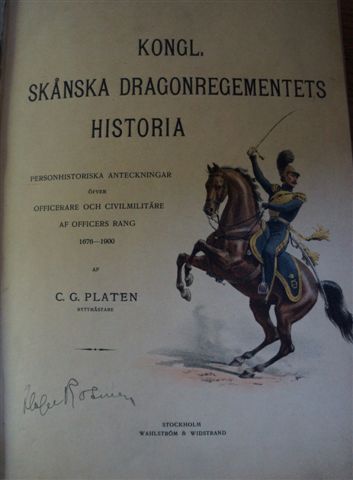 KONGL.
SKÅNSKA DRAGONREGEMENTETS
HISTORIA
PERSONHISTORISKA ANTECKNINGAR
ÖFVER
OFFICERARE OCH CIVILMILITÄRE
AF OFFICERS RANG
1676—1900
AF
C. G. PLATEN
RYTTMÄSTARE
STOCKHOLM
WAHLSTRÖM & WIDSTRAND